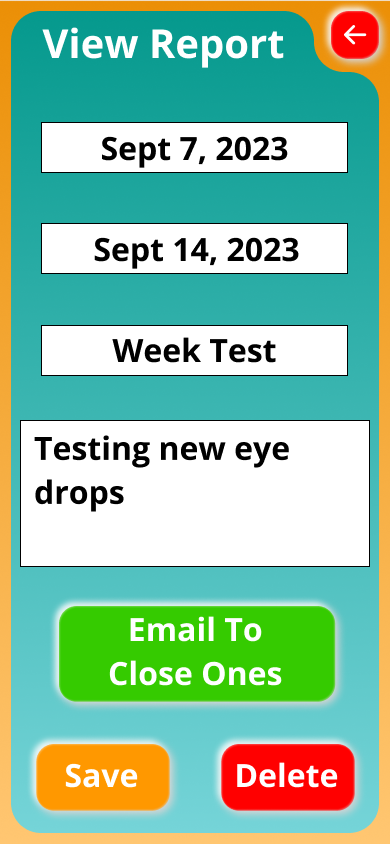 View Report
Sept 7, 2023
Sept 14, 2023
Week Test
Testing new eye
drops
Email To
Close Ones
Save
Delete